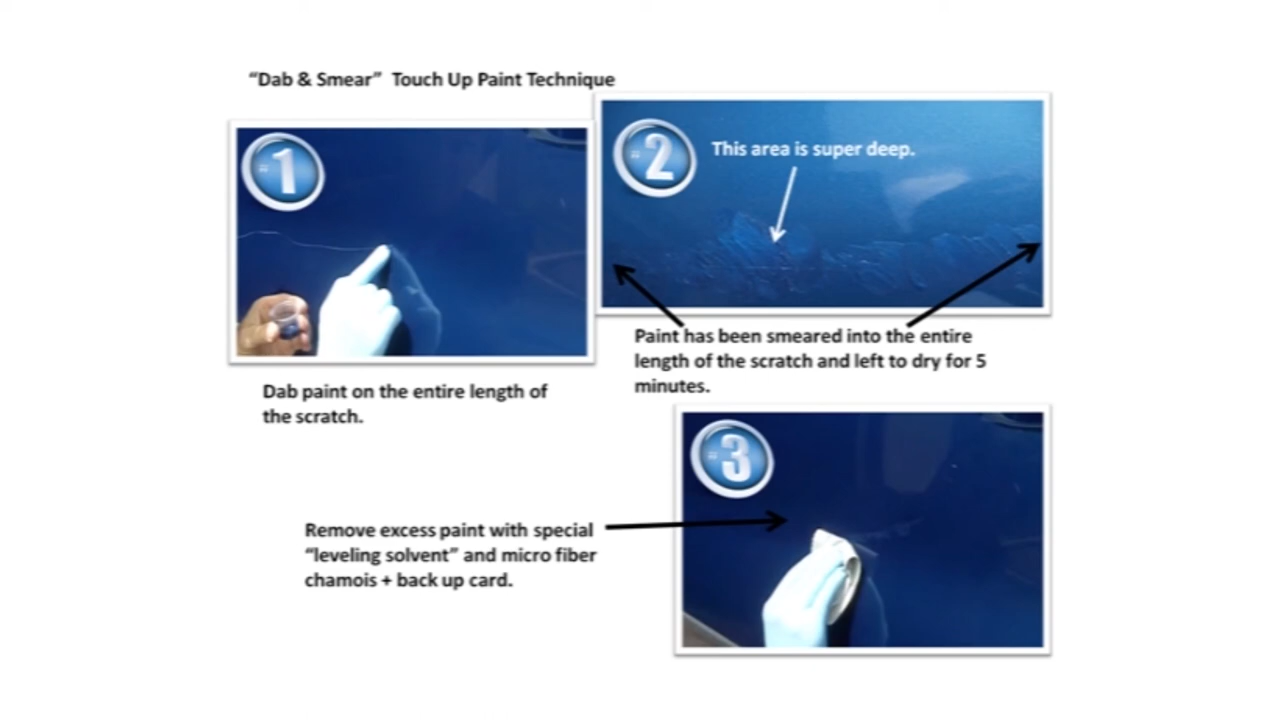 “Dab & Smear” Touch Up Paint Technique
1
2
This area is super deep.
Dab paint on the entire length of
the scratch.
Paint has been smeared into the entire
length of the scratch and left to dry for 5
minutes.
3
Remove excess paint with special
“leveling solvent” and micro fiber
chamois + back up card.